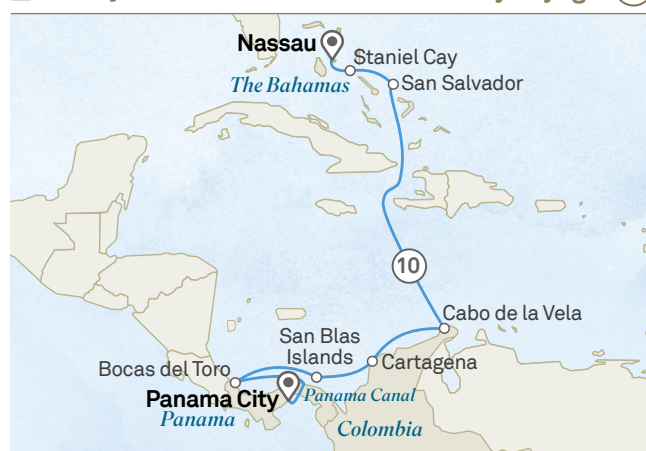 Nassau
Staniel Cay
The Bahamas
San Salvador
10
Cabo de la Vela
San Blas
Islands
Cartagena
Bocas del Toro
Panama City
Panama Canal
Panama
Colombia